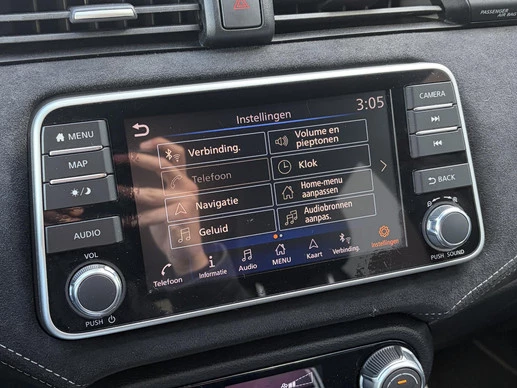 PASSENGER
AIR BAG
MENU
MAP
AUDIO
VOL
PUSH
Instellingen
3:05
Verbinding.
Volume en
pieptonen
Telefoon
Klok
Navigatie
Home-menu
aanpassen
Geluid
Audiobronnen
aanpas.
Telefoon
Informatie
Audio
MENU
Kaart
Verbinding.
Instellingen
CAMERA
BACK
PUSH SOUND